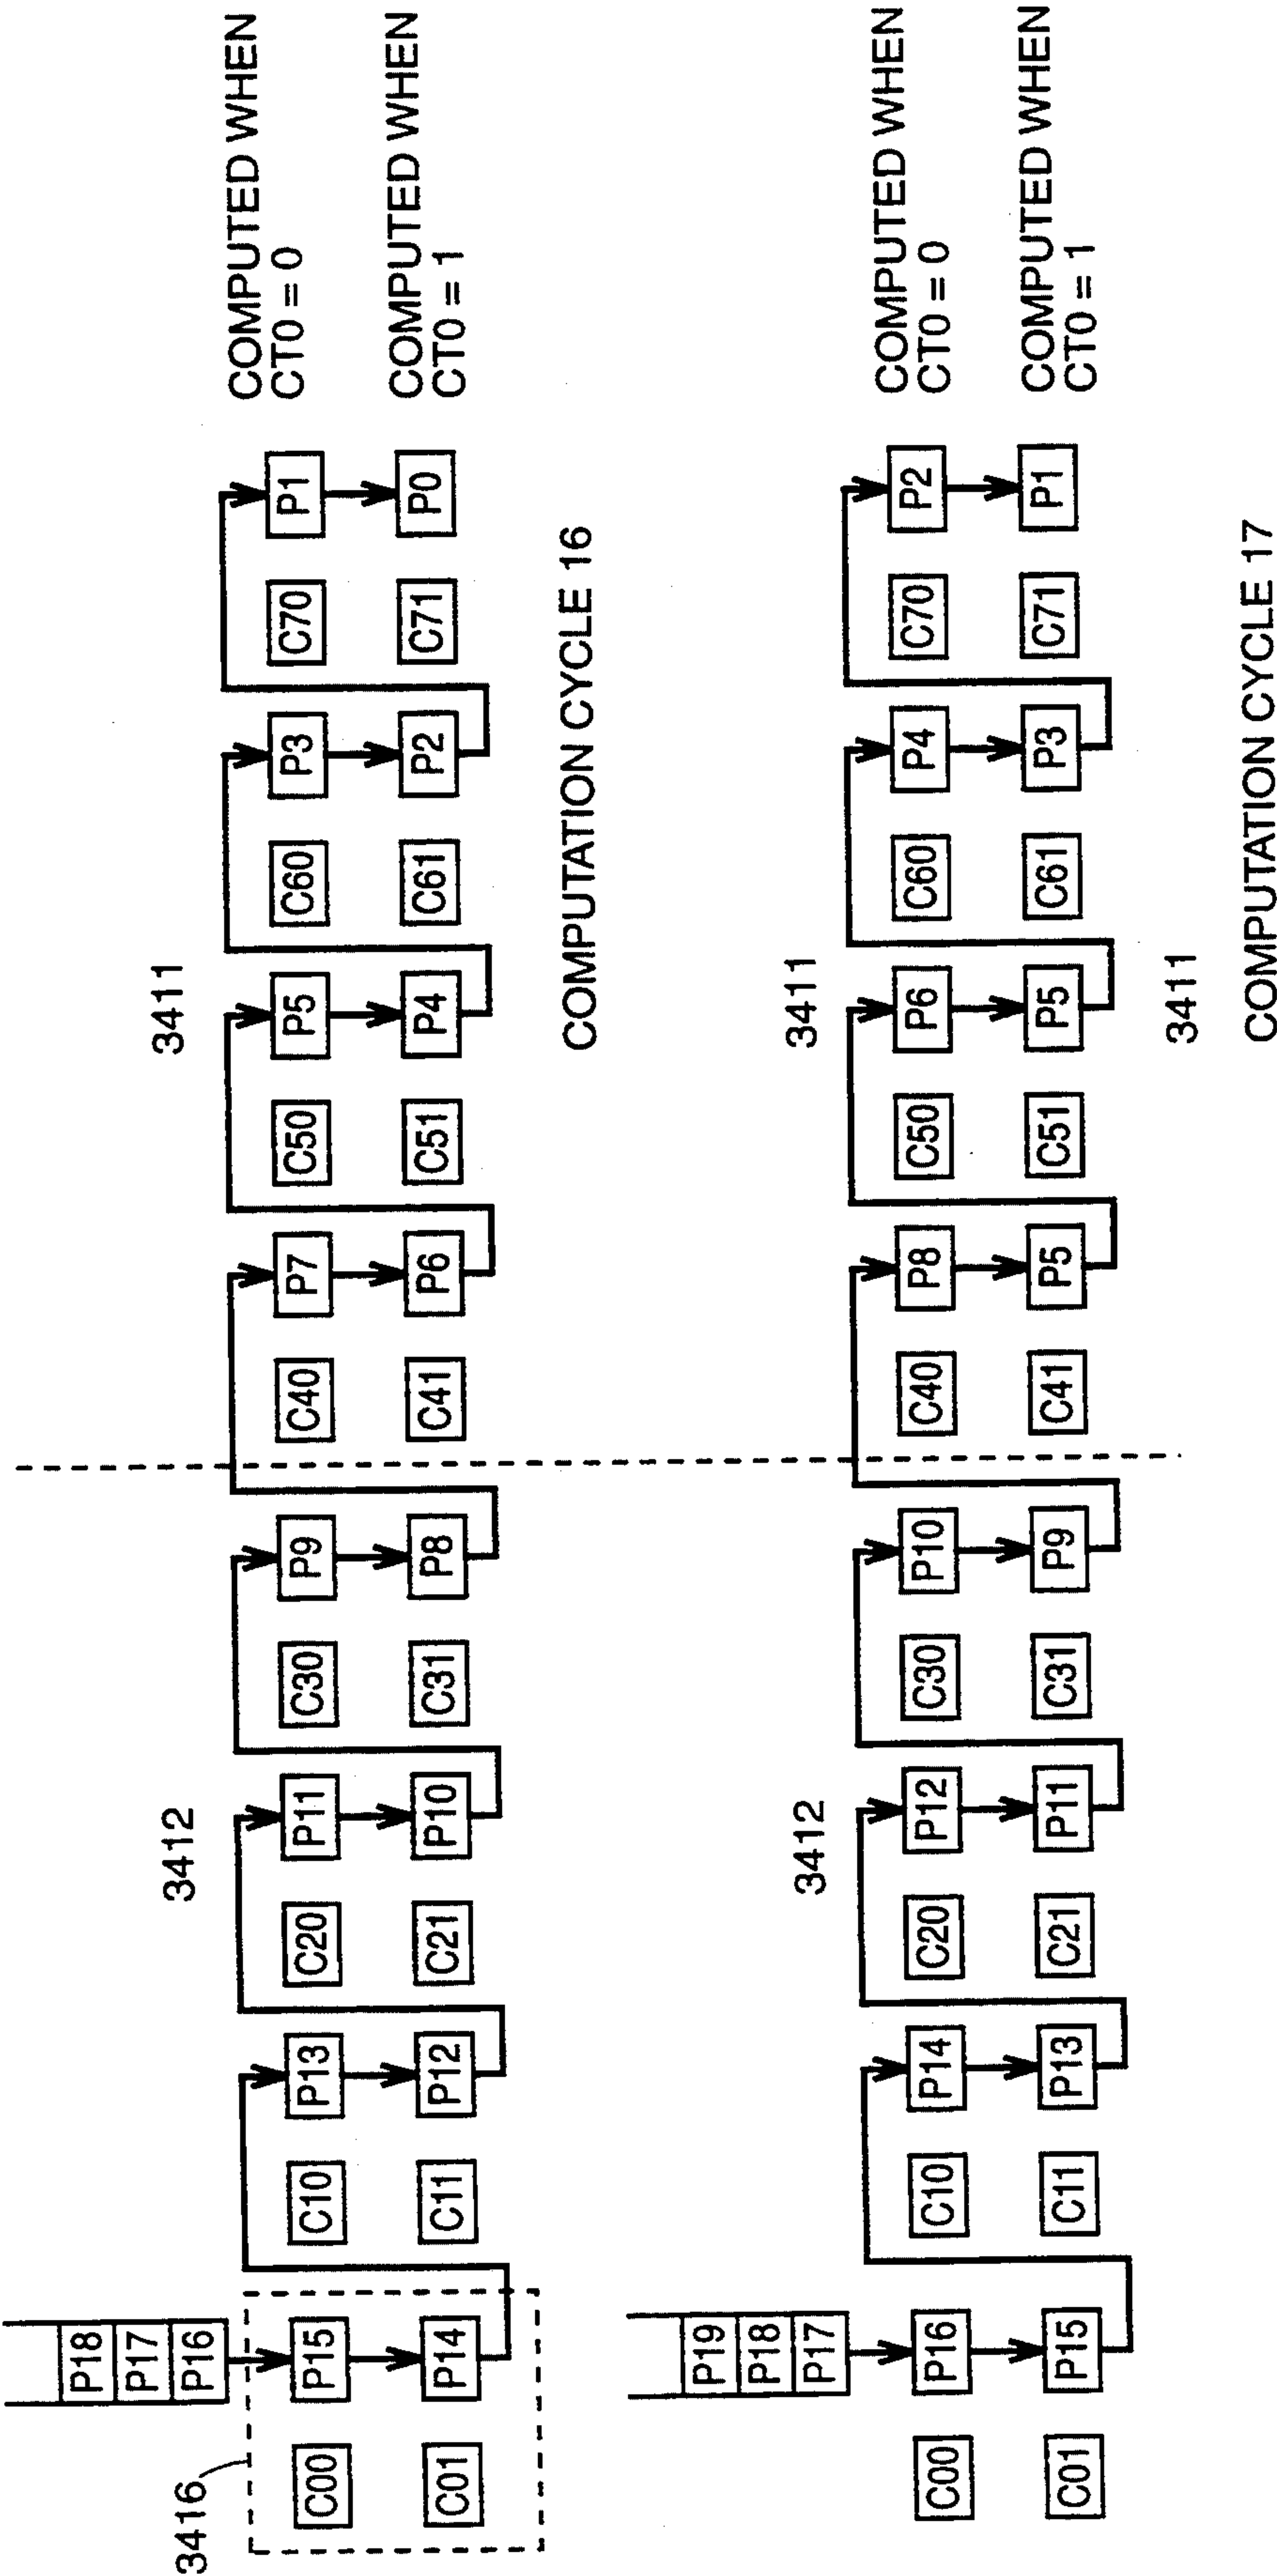 P18
P17
3416 P16 3412 3411
C00 P15 C10 P13 C20 P11 C30 P9 C40 P7 C50 P5 C60 P3 C70 P1
COMPUTED WHEN
CT0 = 0
C01 P14 C11 P12 C21 P10 C31 P8 C41 P6 C51 P4 C61 P2 C71 P0
COMPUTED WHEN
CT0 = 1
COMPUTATION CYCLE 16
P19
P18
P17
3412 3411
C00 P16 C10 P14 C20 P12 C30 P10 C40 P8 C50 P6 C60 P4 C70 P2
COMPUTED WHEN
CT0 = 0
C01 P15 C11 P13 C21 P11 C31 P9 C41 P5 C51 P5 C61 P3 C71 P1
COMPUTED WHEN
CT0 = 1
3411
COMPUTATION CYCLE 17